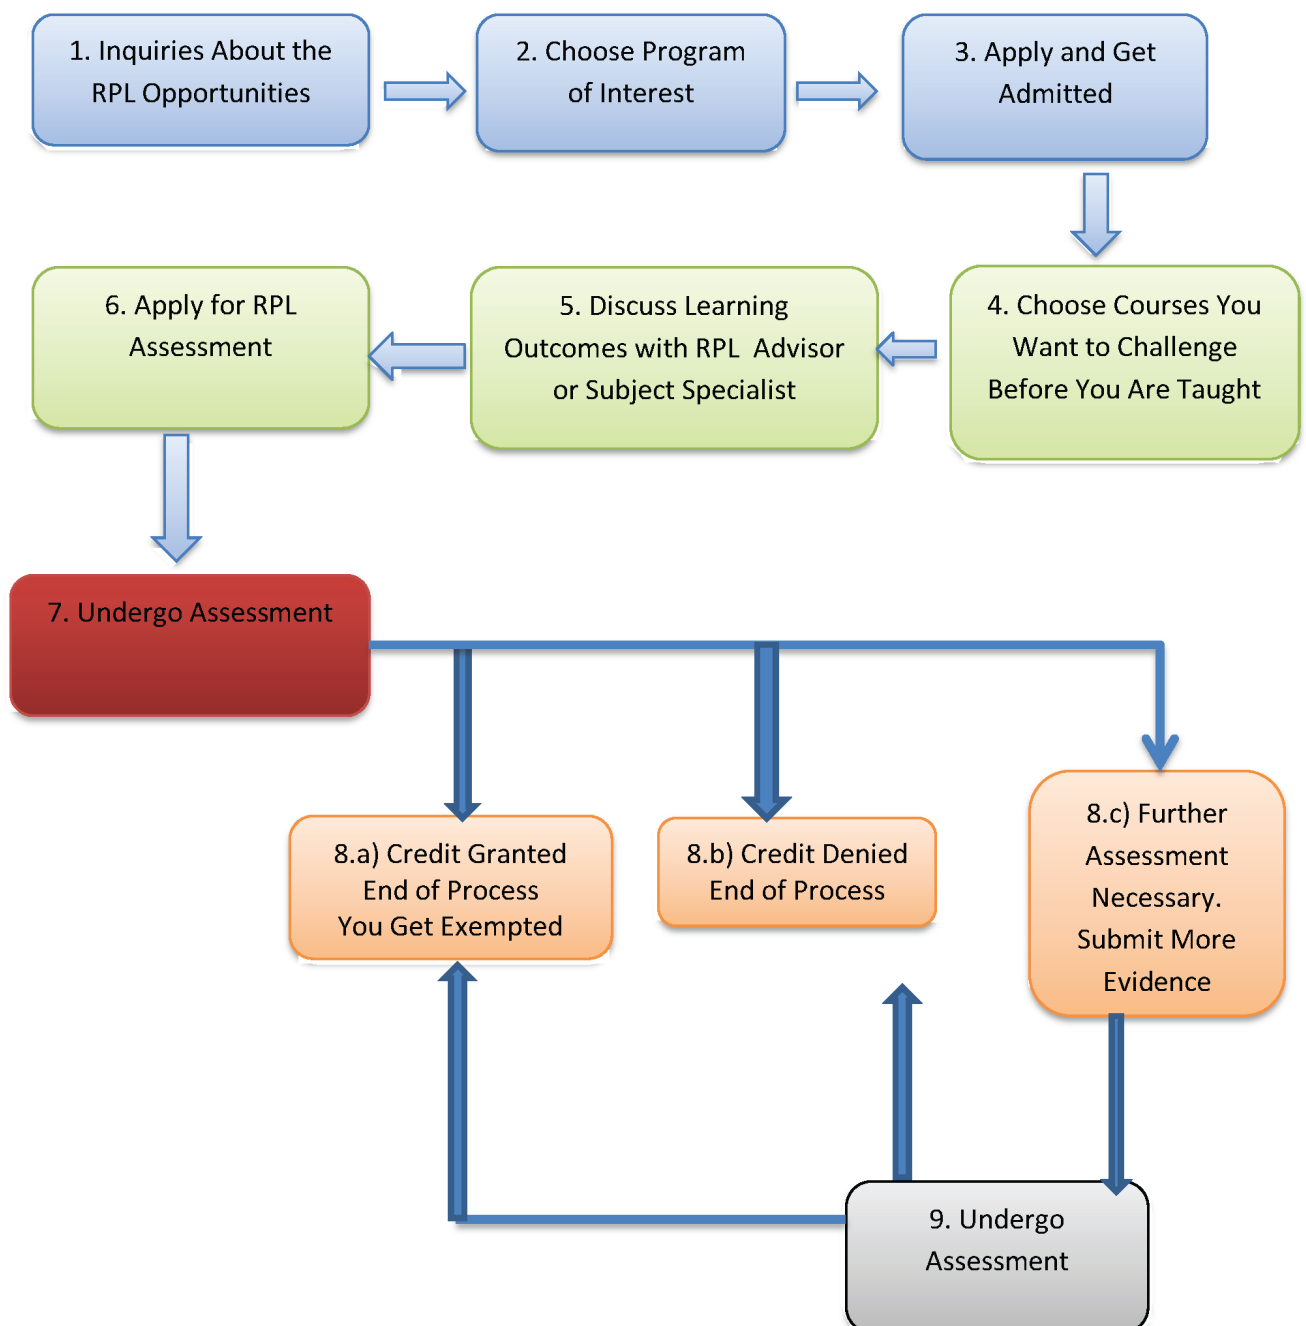 1. Inquiries About the
RPL Opportunities
2. Choose Program
of Interest
3. Apply and Get
Admitted
4. Choose Courses You
Want to Challenge
Before You Are Taught
5. Discuss Learning
Outcomes with RPL Advisor
or Subject Specialist
6. Apply for RPL
Assessment
7. Undergo Assessment
8.a) Credit Granted
End of Process
You Get Exempted
8.b) Credit Denied
End of Process
8.c) Further
Assessment
Necessary.
Submit More
Evidence
9. Undergo
Assessment